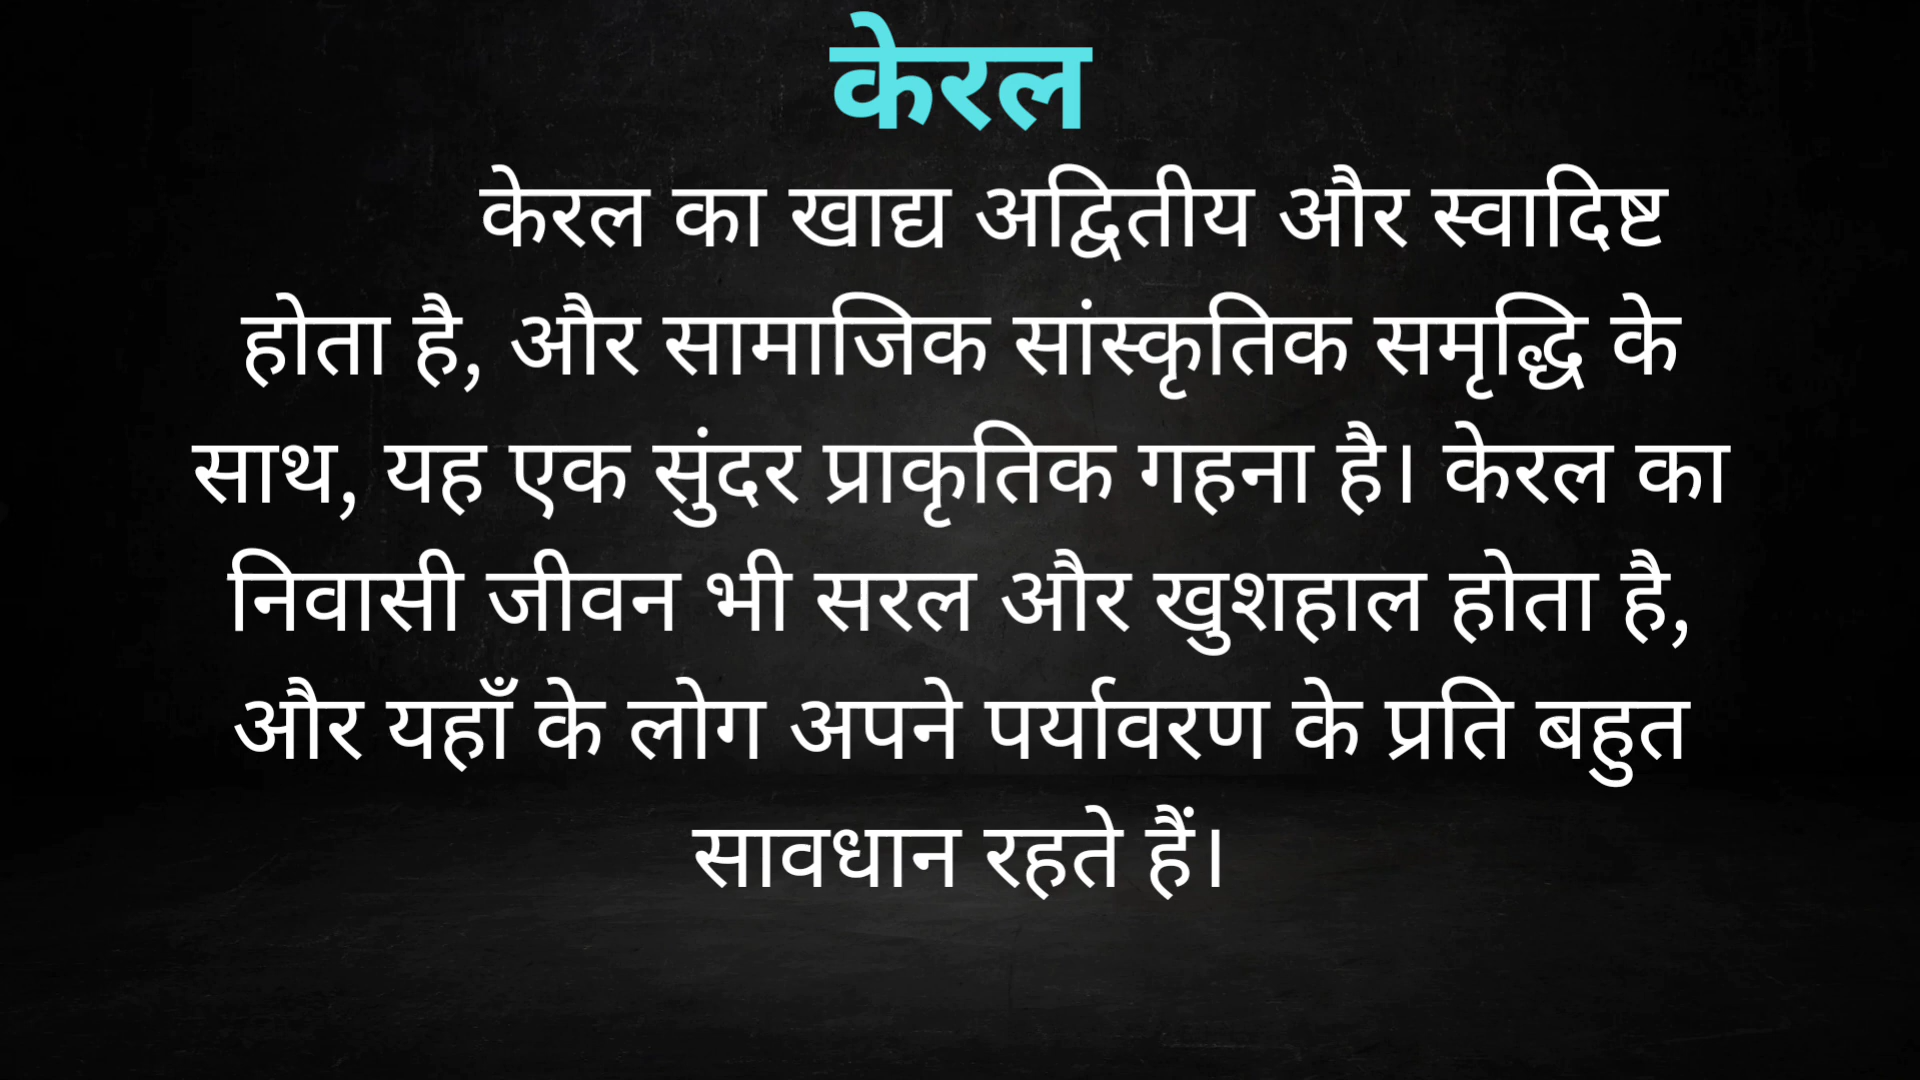 केरल
केरल का खाद्य अद्वितीय और स्वादिष्ट
होता है, और सामाजिक सांस्कृतिक समृद्धि के
साथ, यह एक सुंदर प्राकृतिक गहना है। केरल का
निवासी जीवन भी सरल और खुशहाल होता है,
और यहाँ के लोग अपने पर्यावरण के प्रति बहुत
सावधान रहते हैं।